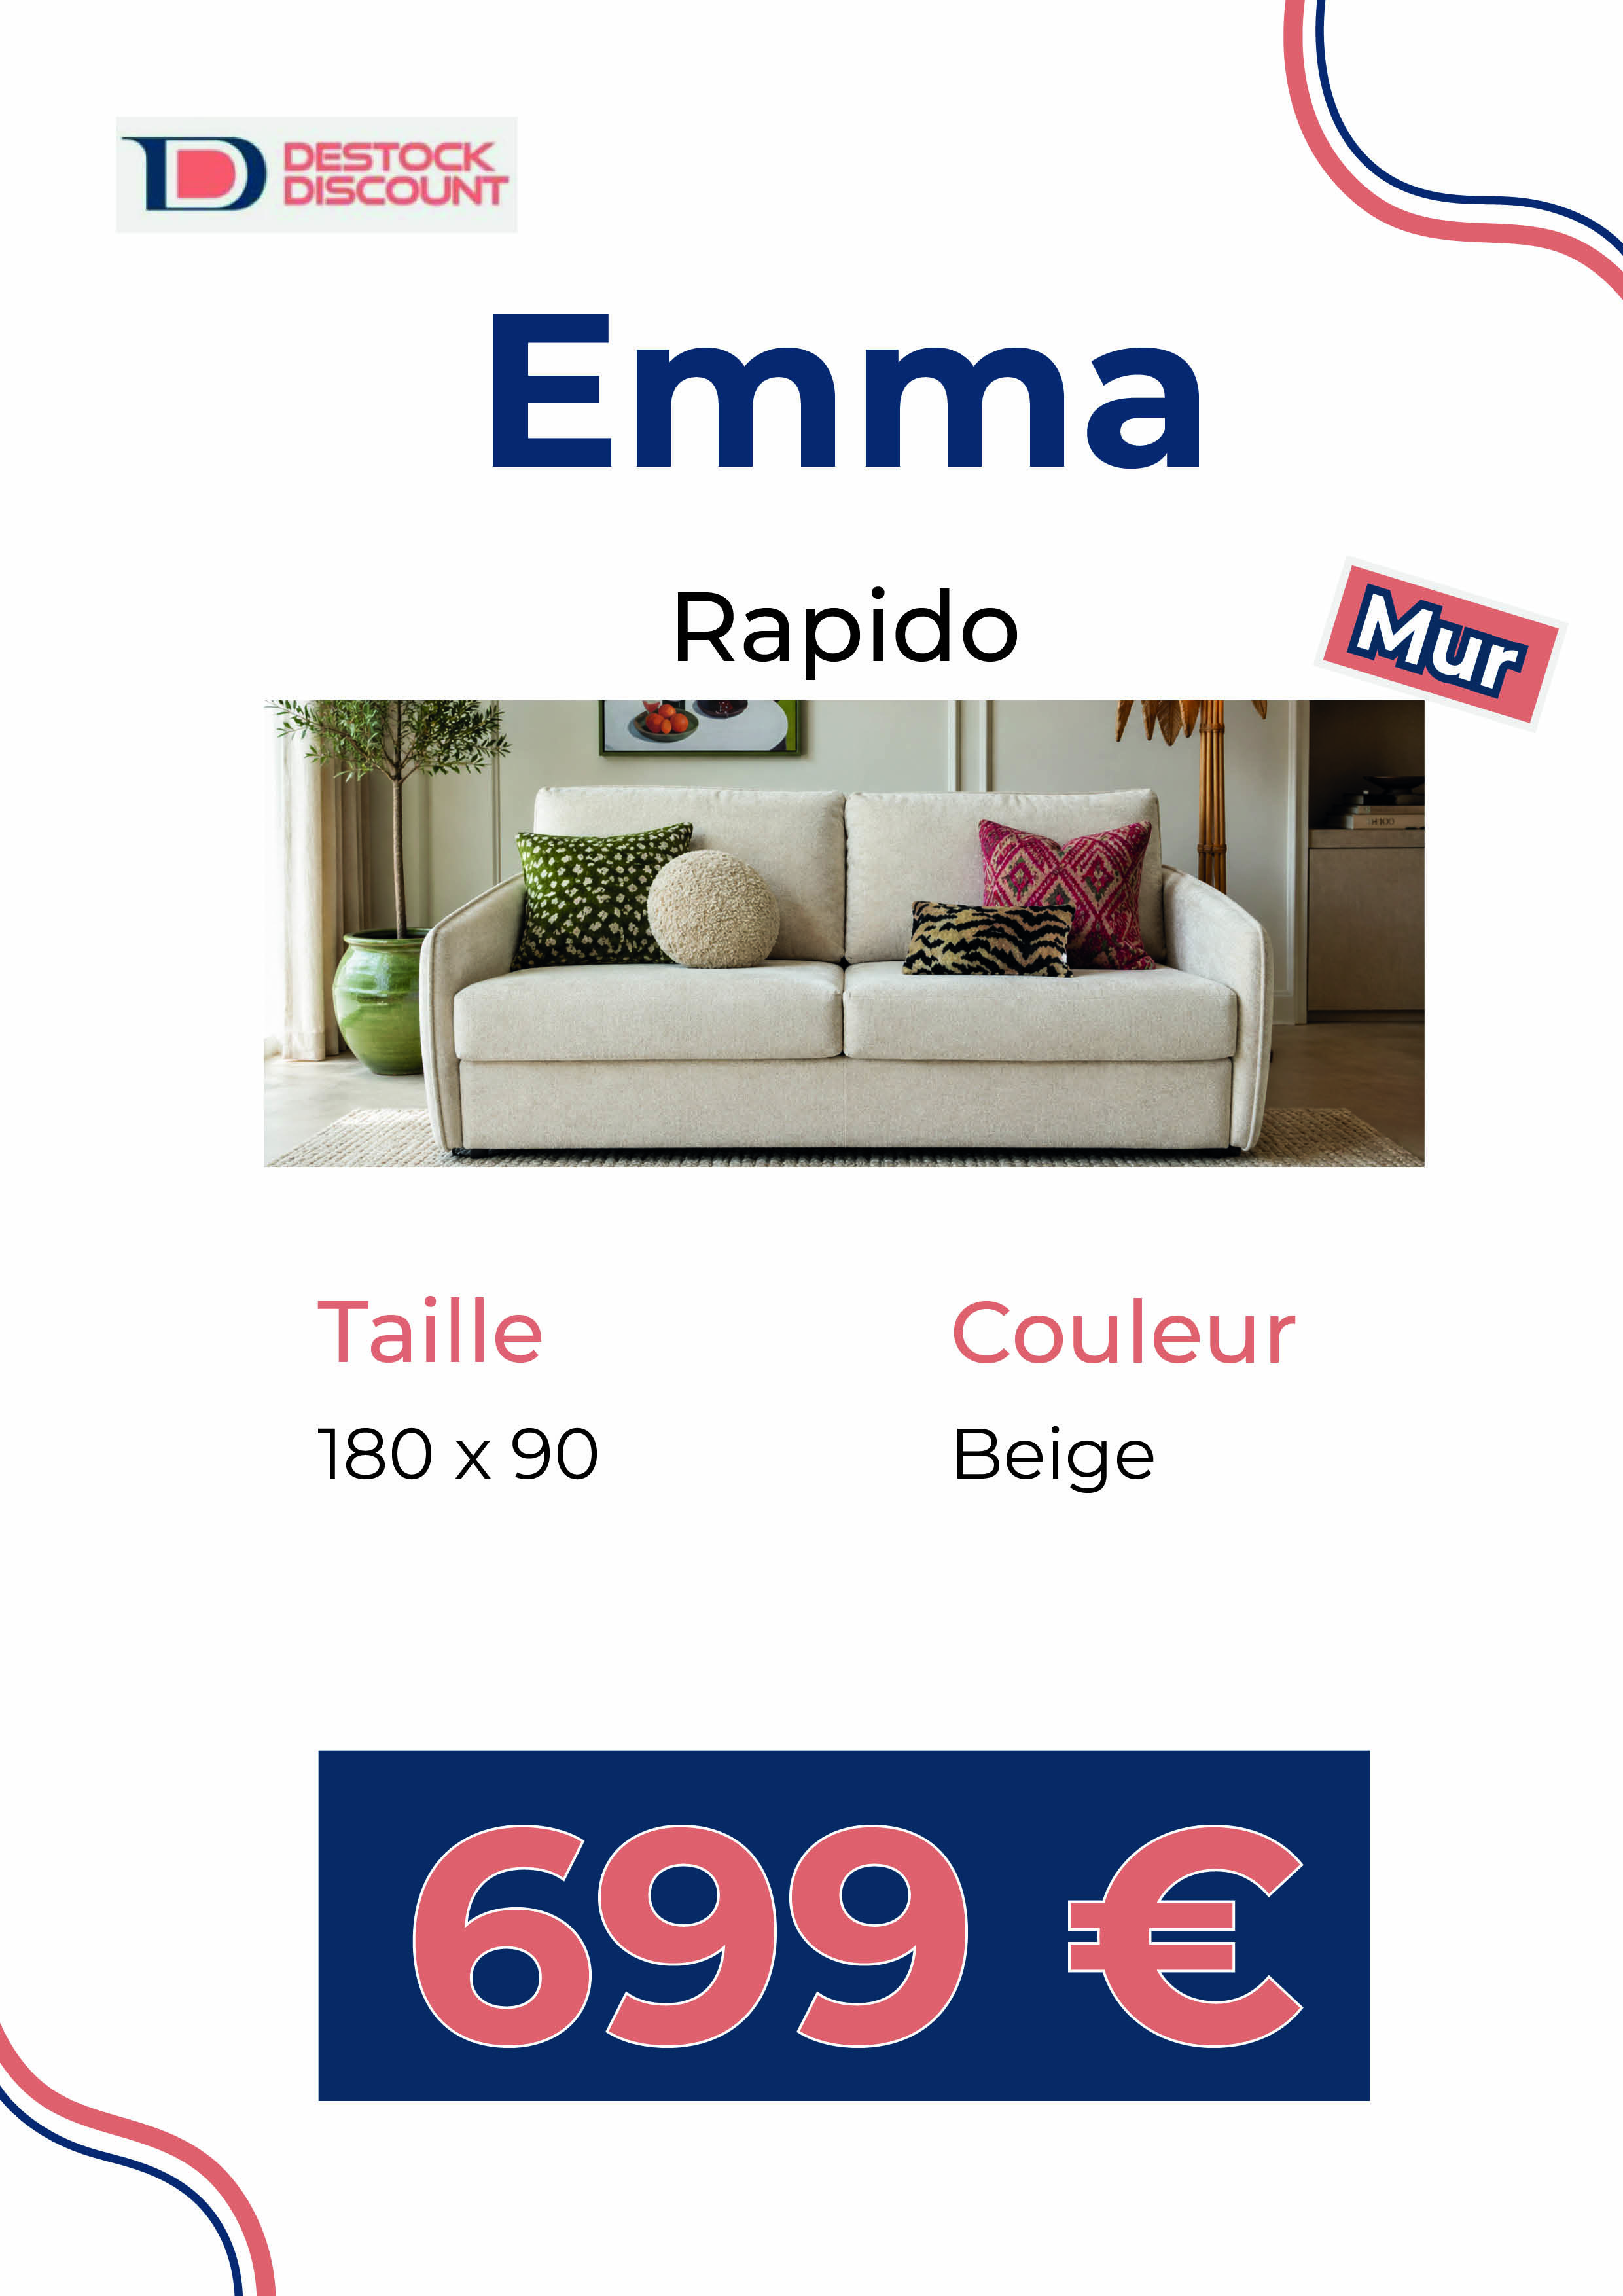 DESTOCK
DISCOUNT
Emma
Rapido
Mur
Taille
Couleur
180 x 90
Beige
699 €